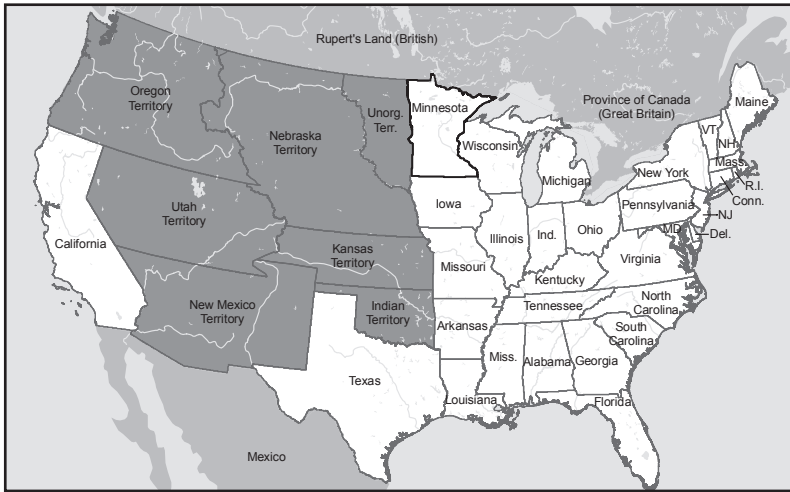 Rupert's Land (British)
Oregon
Territory
Unorg.
Terr.
Minnesota
Province of Canada
(Great Britain)
Maine
Nebraska
Territory
Wisconsin
VT
NH
Mass.
Michigan
New York
R.I.
Conn.
Utah
Territory
Iowa
Pennsylvania
NJ
California
Kansas
Territory
Illinois
Ind.
Ohio
MD
Del.
Missouri
Virginia
Kentucky
New Mexico
Territory
Indian
Territory
Tennessee
North
Carolina
Arkansas
South
Carolina
Texas
Miss.
Alabama
Georgia
Louisiana
Florida
Mexico